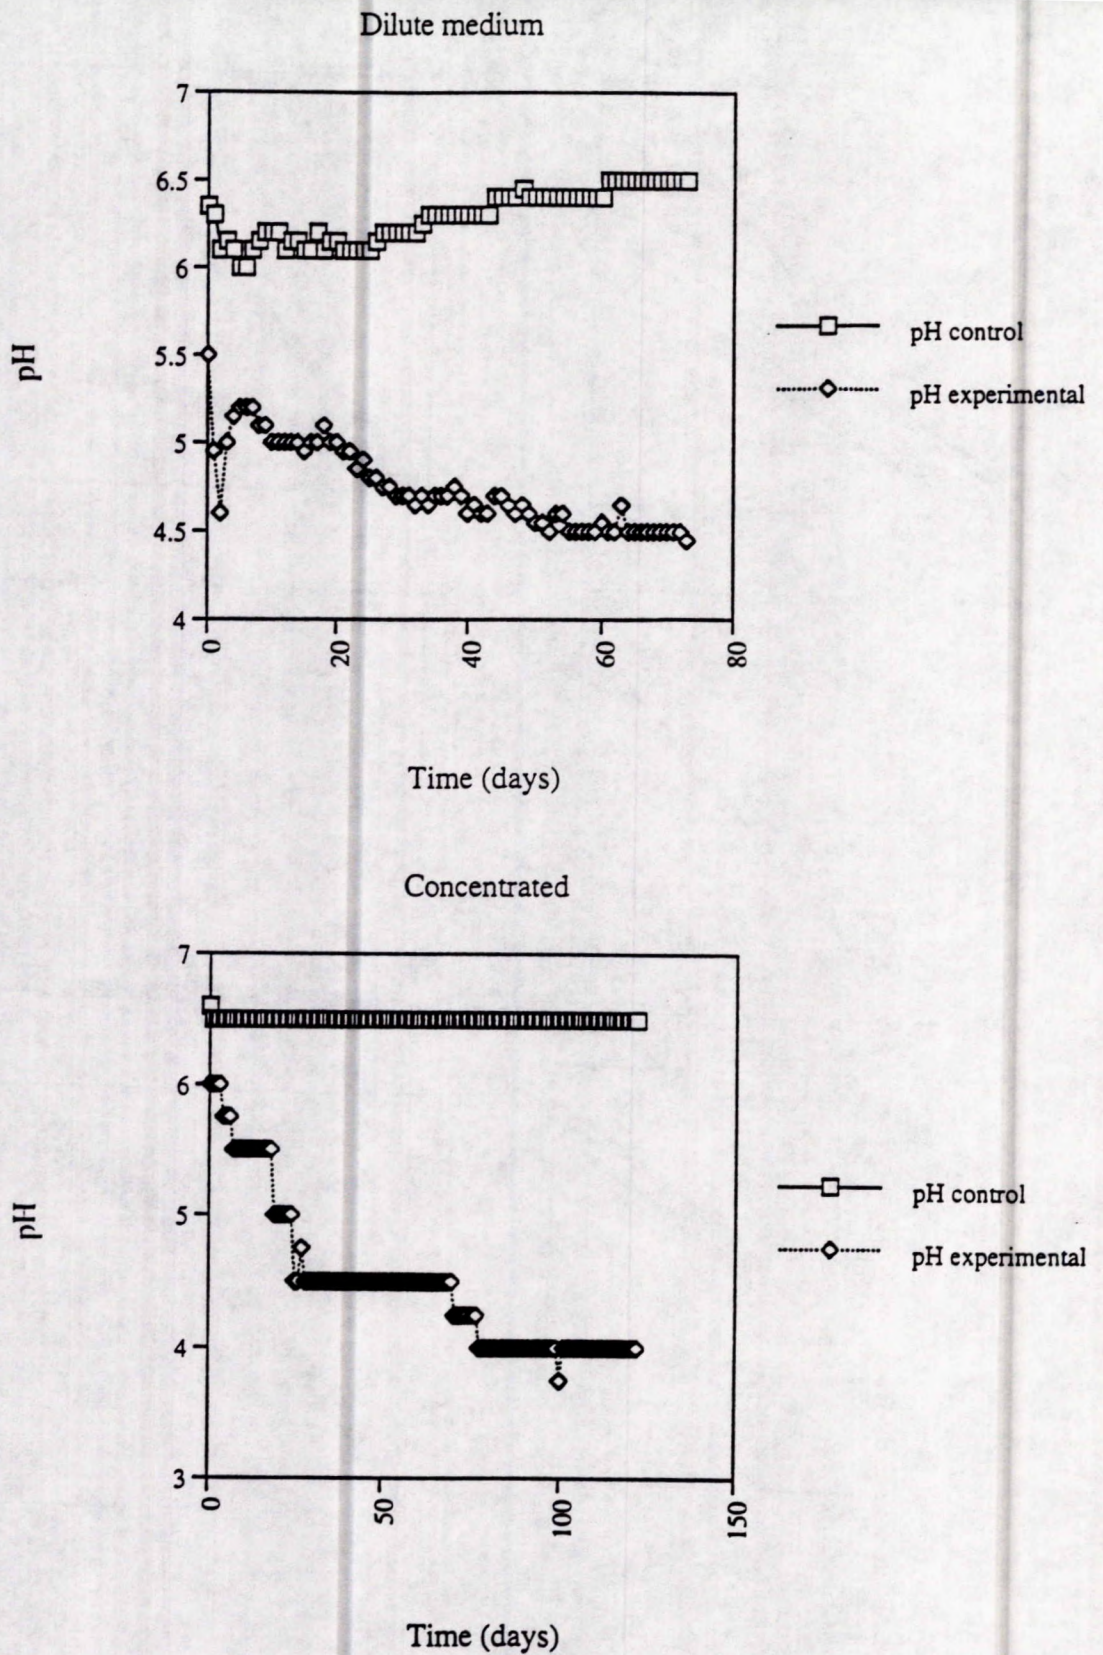 Dilute medium
7
6.5
6
5.5
5
4.5
4
pH
0
20
40
60
80
Time (days)
pH control
pH experimental
Concentrated
7
6
5
4
3
pH
0
50
100
150
Time (days)
pH control
pH experimental